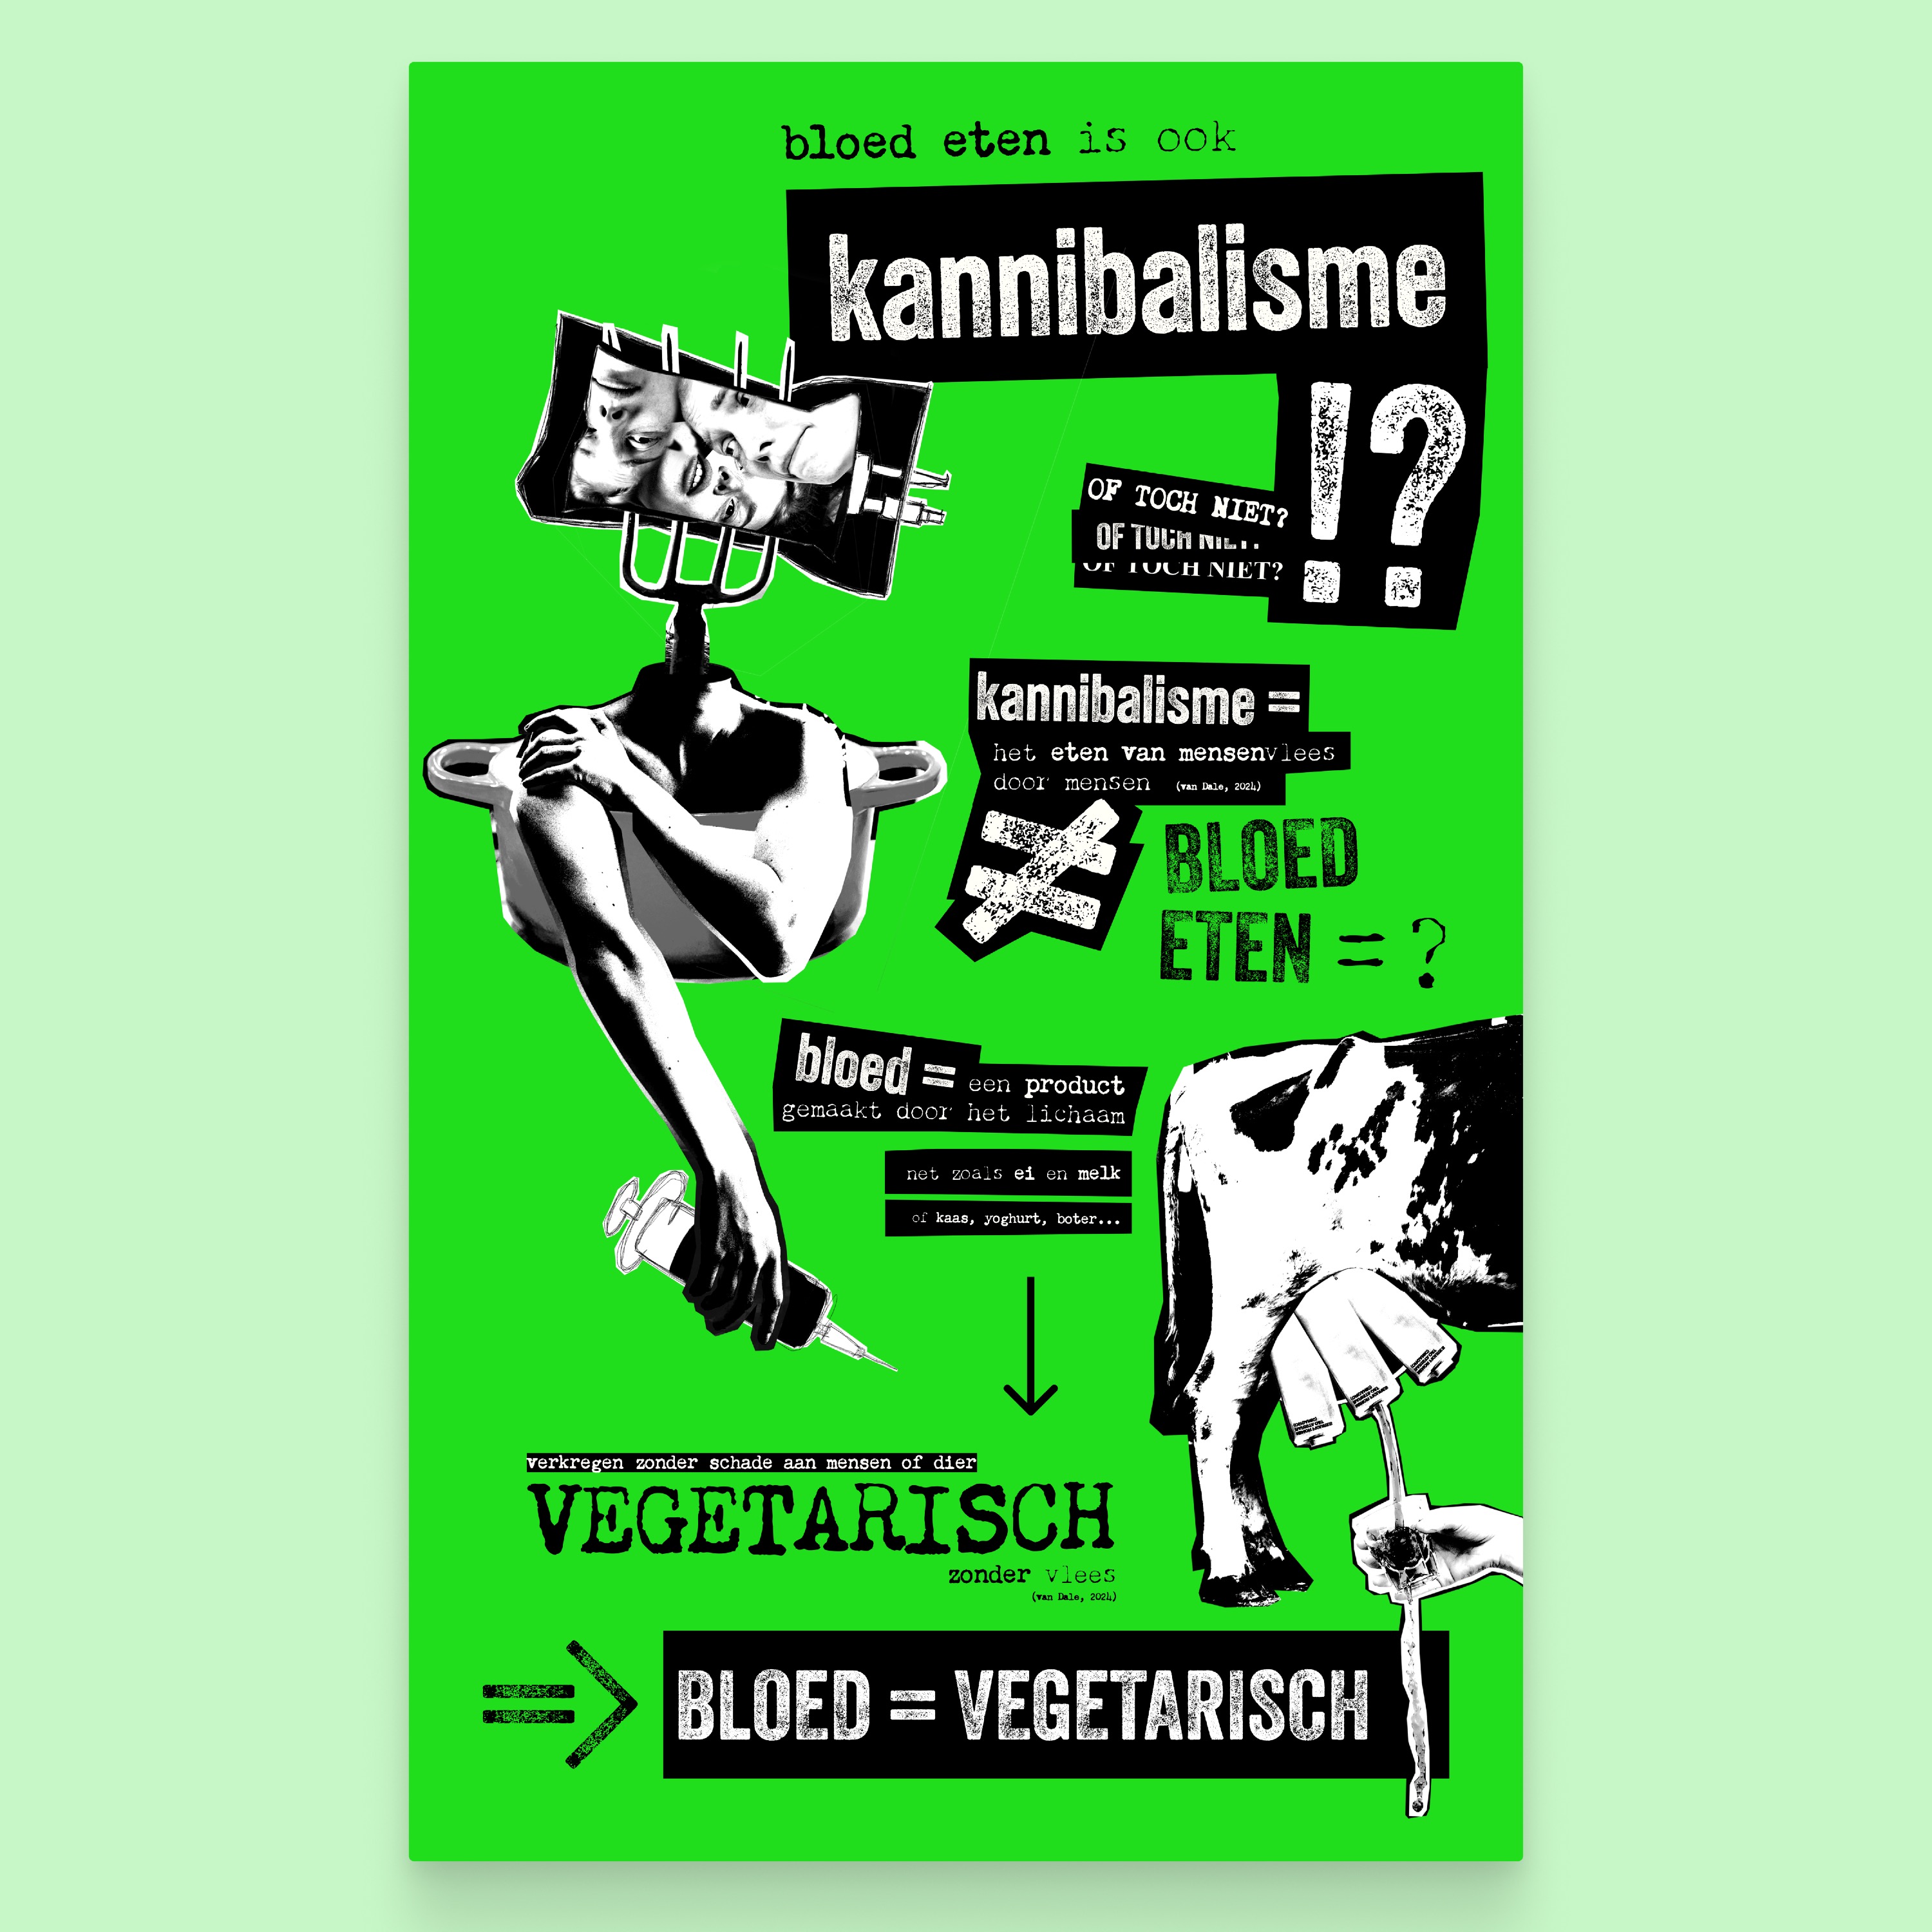 bloed eten is ook
kannibalisme
!?
OF TOCH NIET?
OF TOCH NIET?
OF TOCH NIET?
kannibalisme =
het eten van mensenvlees
door mensen (van Dale, 2024)
≠
BLOED
ETEN = ?
bloed = een product
gemaakt door het lichaam
net zoals ei en melk
of kaas, yoghurt, boter...
verkregen zonder schade aan mensen of dier
VEGETARISCH
zonder vlees
(van Dale, 2024)
=> BLOED = VEGETARISCH